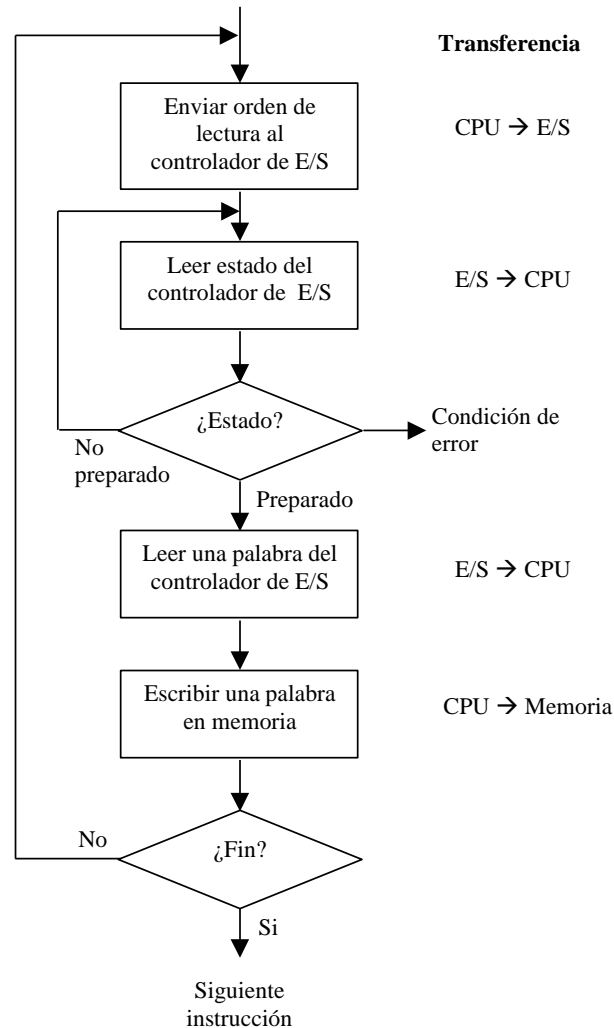 Transferencia
Enviar orden de
lectura al
controlador de E/S
CPU → E/S
Leer estado del
controlador de E/S
E/S → CPU
¿Estado?
Condición de
error
No
preparado
Preparado
Leer una palabra del
controlador de E/S
E/S → CPU
Escribir una palabra
en memoria
CPU → Memoria
No
¿Fin?
Si
Siguiente
instrucción